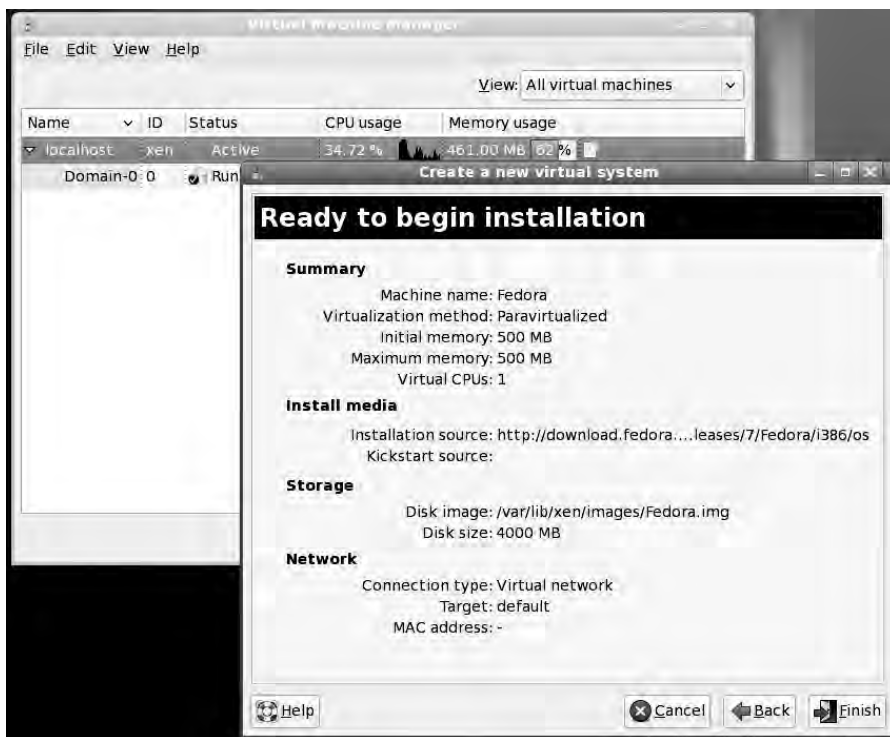 Virtual Machine Manager
File Edit View Help
View: All virtual machines
Name ID Status CPU usage Memory usage
localhost xen Active 34.72 % 461.00 MB 62 %
Domain-0 0 Run
Create a new virtual system
Ready to begin installation
Summary
Machine name: Fedora
Virtualization method: Paravirtualized
Initial memory: 500 MB
Maximum memory: 500 MB
Virtual CPUs: 1
Install media
Installation source: http://download.fedora....leases/7/Fedora/i386/os
Kickstart source:
Storage
Disk image: /var/lib/xen/images/Fedora.img
Disk size: 4000 MB
Network
Connection type: Virtual network
Target: default
MAC address: -
Help Cancel Back Finish